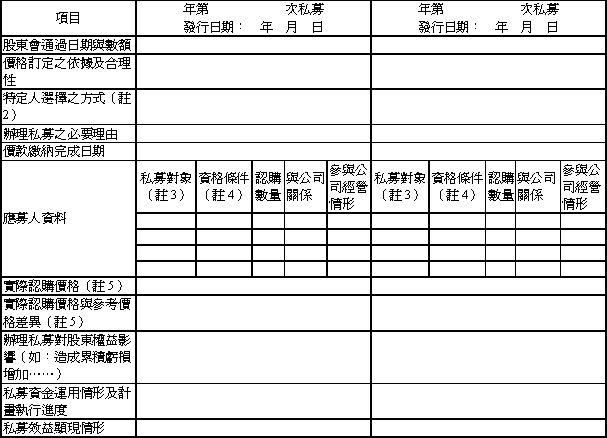 項目
年第 次私募
發行日期： 年 月 日
年第 次私募
發行日期： 年 月 日
股東會通過日期與數額
價格訂定之依據及合理
性
特定人選擇之方式（註
2）
辦理私募之必要理由
價款繳納完成日期
應募人資料
私募對象
（註3）
資格條件
（註4）
認購
數量
與公司
關係
參與公
司經營
情形
私募對象
（註3）
資格條件
（註4）
認購
數量
與公司
關係
參與公
司經營
情形
實際認購價格（註5）
實際認購價格與參考價
格差異（註5）
辦理私募對股東權益影
響（如：造成累積虧損
增加⋯⋯）
私募資金運用情形及計
畫執行進度
私募效益顯現情形